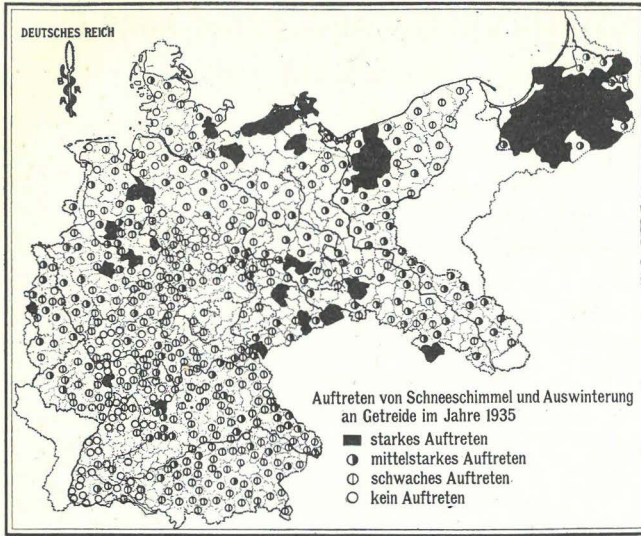 DEUTSCHES REICH
B
R
A
Auftreten von Schneeschimmel und Auswinterung
an Getreide im Jahre 1935
starkes Auftreten
mittelstarkes Auftreten
schwaches Auftreten
kein Auftreten